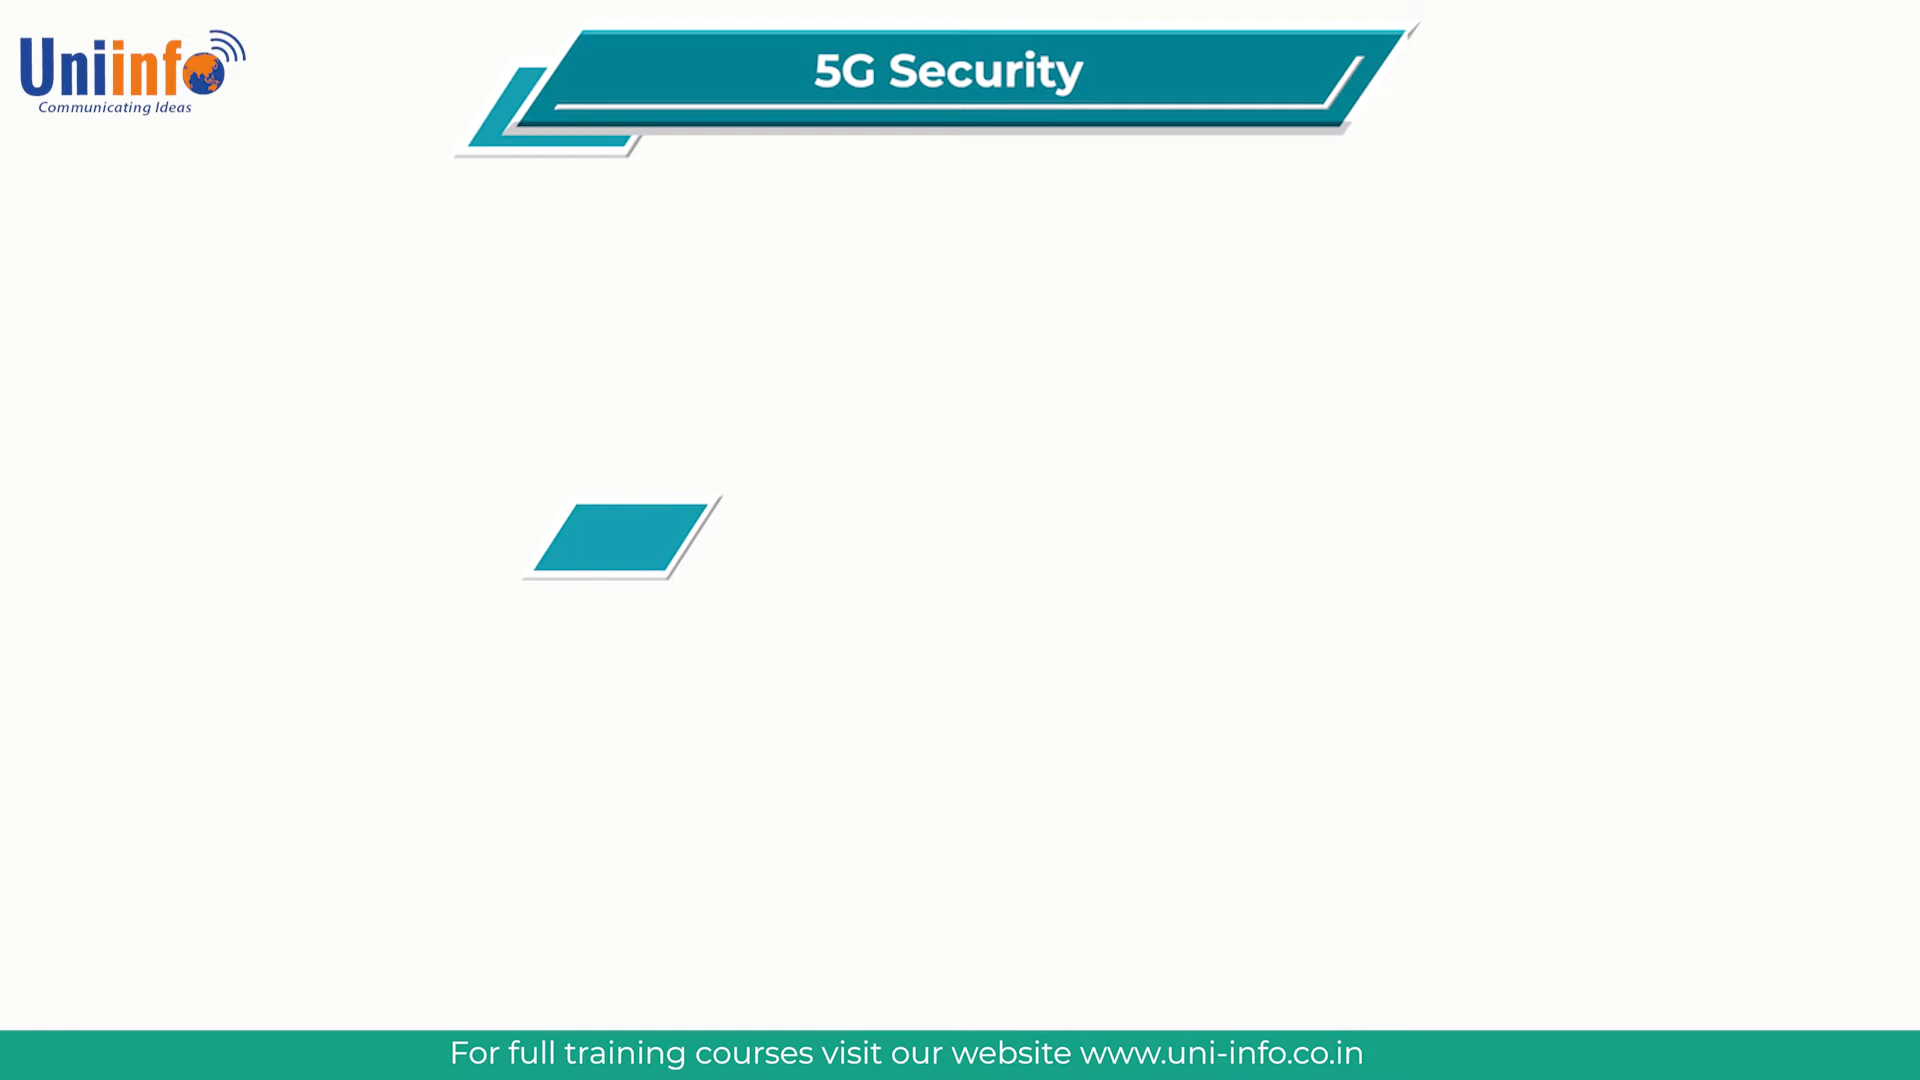 Uniinfo
Communicating Ideas
5G Security
For full training courses visit our website www.uni-info.co.in